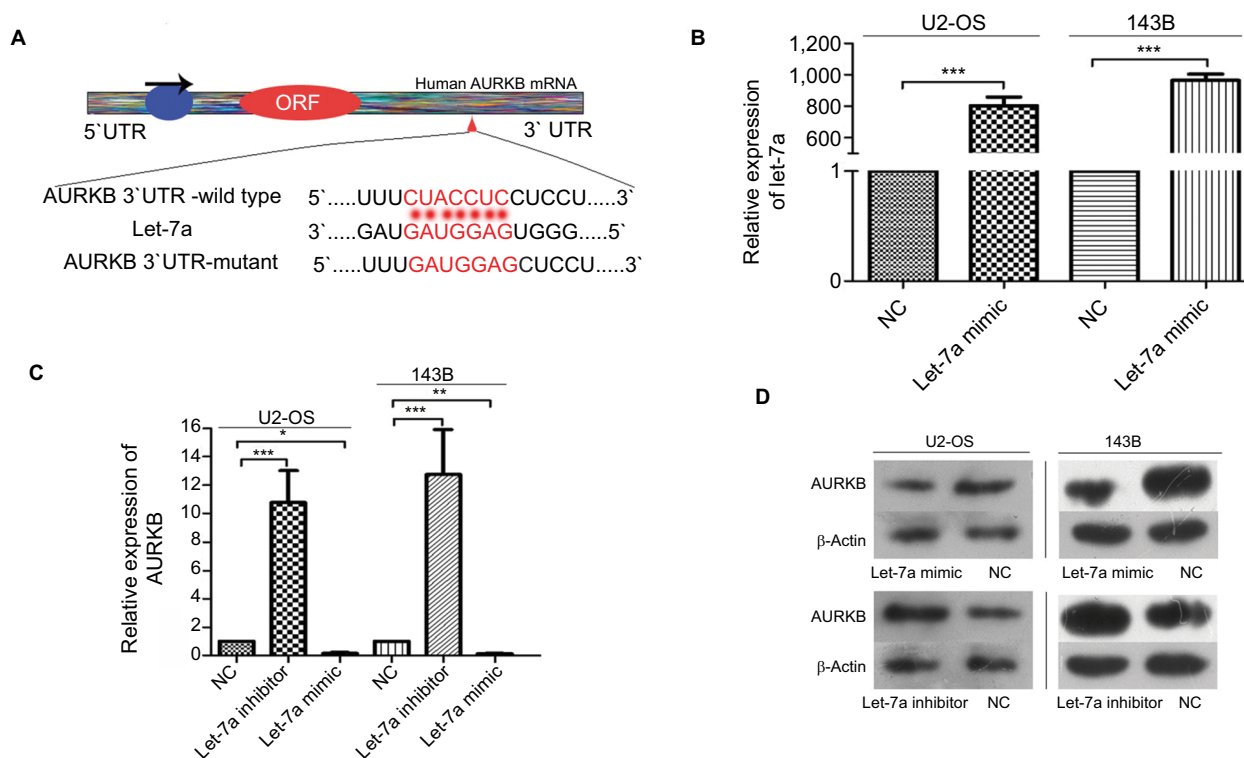 A
Human AURKB mRNA
ORF
5`UTR
3` UTR
AURKB 3`UTR -wild type 5`.....UUUCUACCUCCUCCU.....3`
Let-7a 3`.....GAUGAUGGAGUGGG.....5`
AURKB 3`UTR-mutant 5`.....UUUGAUGGAGCUCCU.....3`
B
U2-OS 143B
Relative expression
of let-7a
1,200
1,000
800
600
1
0
*** ***
NC Let-7a mimic NC Let-7a mimic
C
143B
U2-OS
Relative expression of
AURKB
16
14
12
10
8
6
4
2
0
**
***
*
***
NC Let-7a inhibitor Let-7a mimic NC Let-7a inhibitor Let-7a mimic
D
U2-OS 143B
AURKB
β-Actin
Let-7a mimic NC Let-7a mimic NC
AURKB
β-Actin
Let-7a inhibitor NC Let-7a inhibitor NC